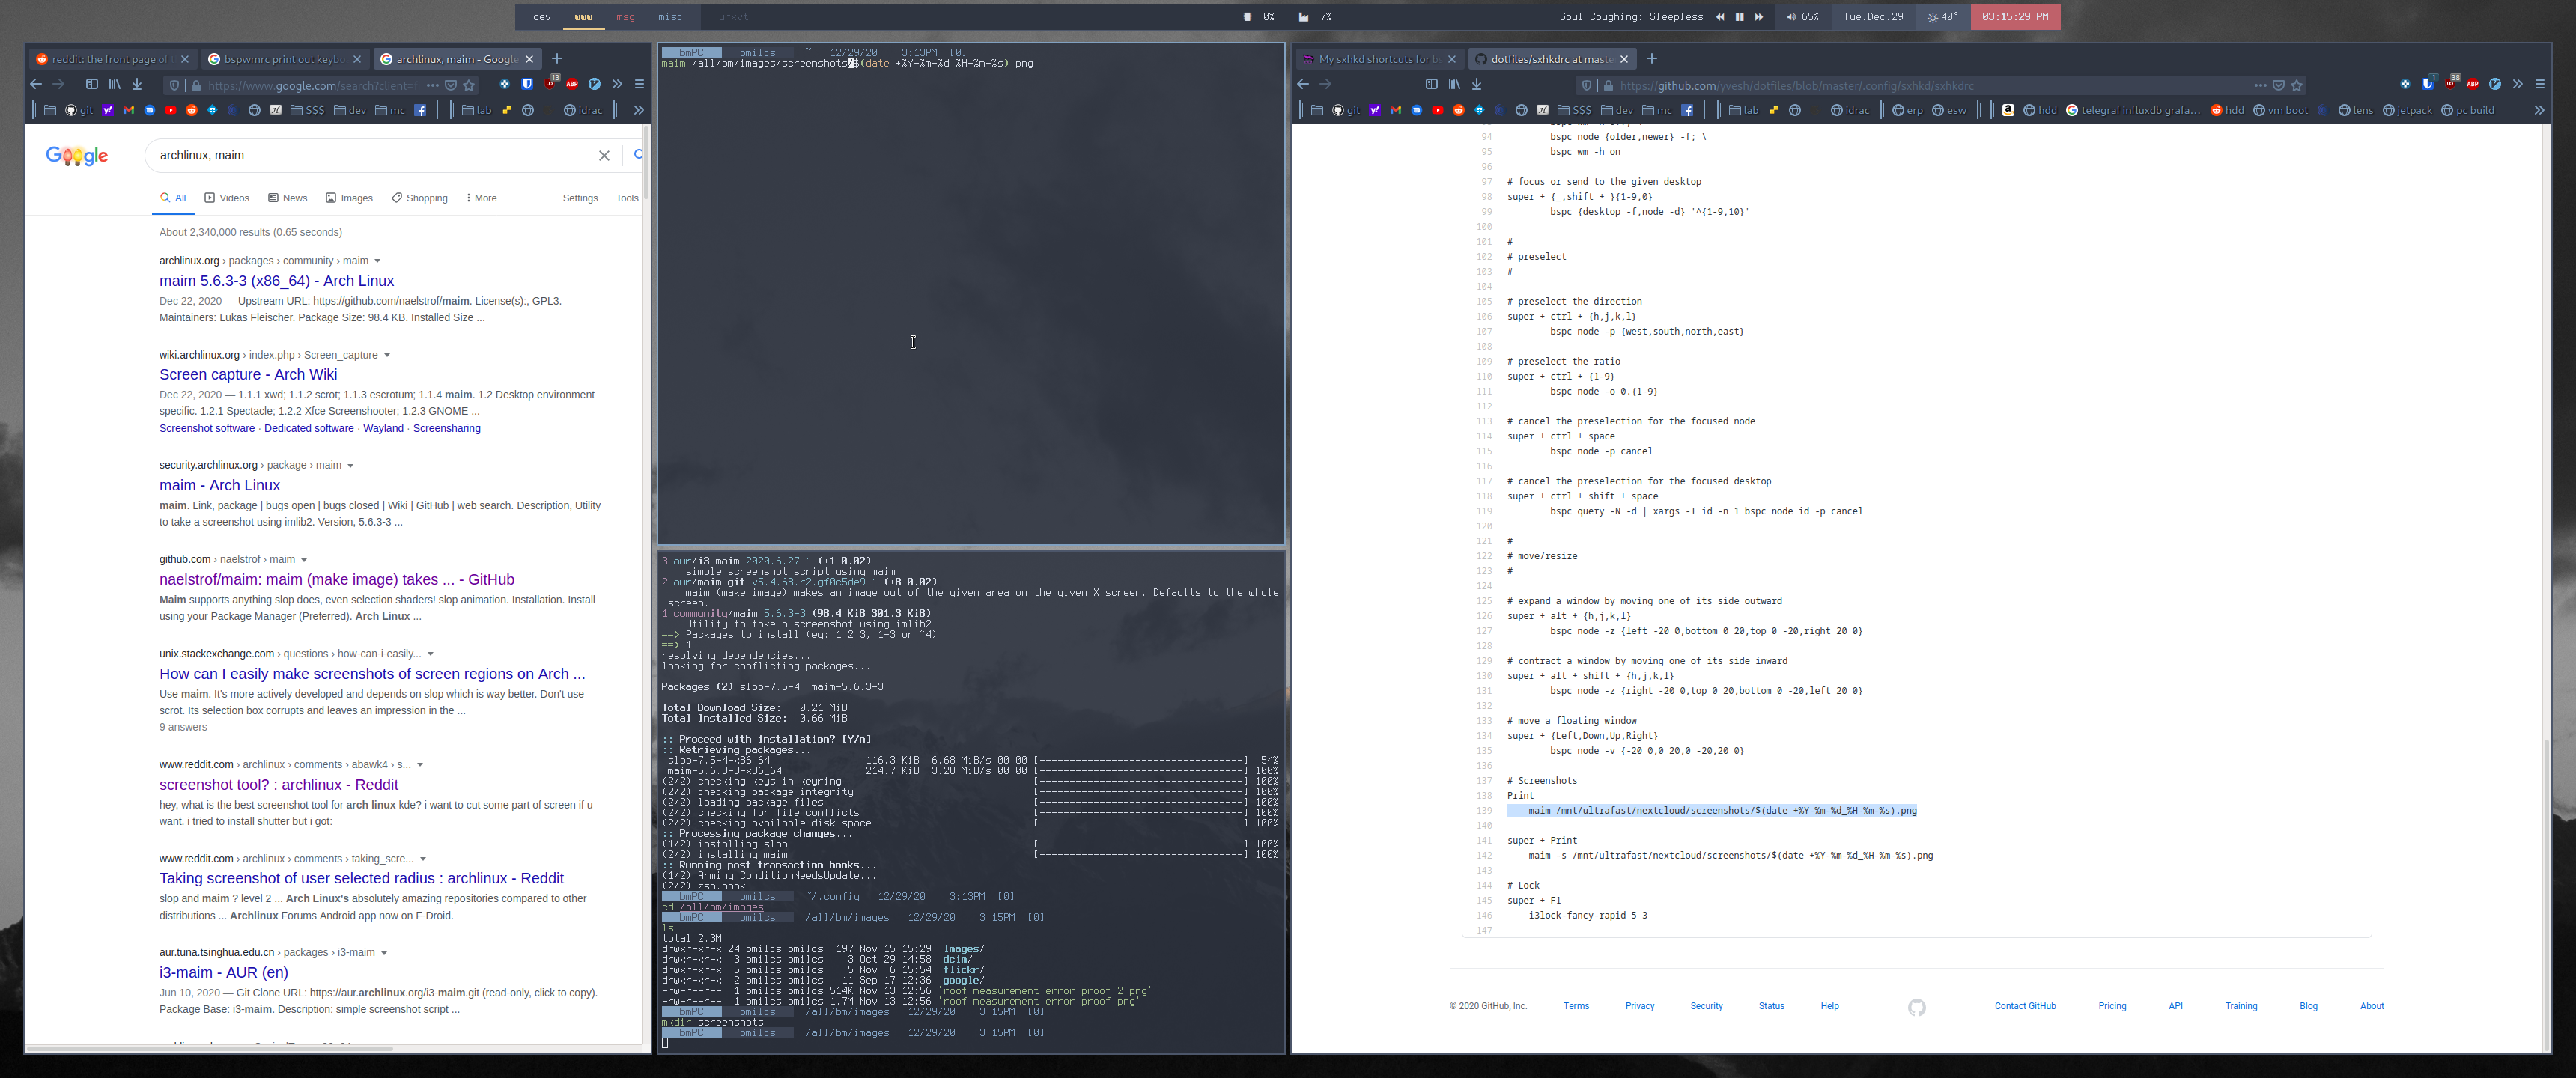 dev www msg misc urxvt 0% 7% Soul Coughing: Sleepless 65% Tue.Dec.29 40° 03:15:29 PM
reddit: the front page of bspwmrc print out keybo archlinux, maim - Google
https://www.google.com/search?client=
git $$$ dev mc lab idrac
Google archlinux, maim
All Videos News Images Shopping More Settings Tools
About 2,340,000 results (0.65 seconds)
archlinux.org › packages › community › maim
maim 5.6.3-3 (x86_64) - Arch Linux
Dec 22, 2020 — Upstream URL: https://github.com/naelstrof/maim. License(s):, GPL3.
Maintainers: Lukas Fleischer. Package Size: 98.4 KB. Installed Size ...
wiki.archlinux.org › index.php › Screen_capture
Screen capture - Arch Wiki
Dec 22, 2020 — 1.1.1 xwd; 1.1.2 scrot; 1.1.3 escrotum; 1.1.4 maim. 1.2 Desktop environment
specific. 1.2.1 Spectacle; 1.2.2 Xfce Screenshooter; 1.2.3 GNOME ...
Screenshot software · Dedicated software · Wayland · Screensharing
security.archlinux.org › package › maim
maim - Arch Linux
maim. Link, package | bugs open | bugs closed | Wiki | GitHub | web search. Description, Utility
to take a screenshot using imlib2. Version, 5.6.3-3 ...
github.com › naelstrof › maim
naelstrof/maim: maim (make image) takes ... - GitHub
Maim supports anything slop does, even selection shaders! slop animation. Installation. Install
using your Package Manager (Preferred). Arch Linux ...
unix.stackexchange.com › questions › how-can-i-easily...
How can I easily make screenshots of screen regions on Arch ...
Use maim. It's more actively developed and depends on slop which is way better. Don't use
scrot. Its selection box corrupts and leaves an impression in the ...
9 answers
www.reddit.com › archlinux › comments › abawk4 › s...
screenshot tool? : archlinux - Reddit
hey, what is the best screenshot tool for arch linux kde? i want to cut some part of screen if u
want. i tried to install shutter but i got:
www.reddit.com › archlinux › comments › taking_scre...
Taking screenshot of user selected radius : archlinux - Reddit
slop and maim ? level 2 ... Arch Linux's absolutely amazing repositories compared to other
distributions ... Archlinux Forums Android app now on F-Droid.
aur.tuna.tsinghua.edu.cn › packages › i3-maim
i3-maim - AUR (en)
Jun 10, 2020 — Git Clone URL: https://aur.archlinux.org/i3-maim.git (read-only, click to copy).
Package Base: i3-maim. Description: simple screenshot script ...
bmPC bmilcs ~ 12/29/20 3:13PM [0]
maim /all/bm/images/screenshots/$(date +%Y-%m-%d_%H-%m-%s).png
3 aur/i3-maim 2020.6.27-1 (+1 0.02)
simple screenshot script using maim
2 aur/maim-git v5.4.68.r2.gf0c5de9-1 (+8 0.02)
maim (make image) makes an image out of the given area on the given X screen. Defaults to the whole
screen.
1 community/maim 5.6.3-3 (98.4 KiB 301.3 KiB)
Utility to take a screenshot using imlib2
==> Packages to install (eg: 1 2 3, 1-3 or ^4)
==> 1
resolving dependencies...
looking for conflicting packages...
Packages (2) slop-7.5-4 maim-5.6.3-3
Total Download Size: 0.21 MiB
Total Installed Size: 0.66 MiB
:: Proceed with installation? [Y/n]
:: Retrieving packages...
slop-7.5-4-x86_64 116.3 KiB 6.68 MiB/s 00:00 [--------------------------------] 54%
maim-5.6.3-3-x86_64 214.7 KiB 3.28 MiB/s 00:00 [--------------------------------] 100%
(2/2) checking keys in keyring [--------------------------------] 100%
(2/2) checking package integrity [--------------------------------] 100%
(2/2) loading package files [--------------------------------] 100%
(2/2) checking for file conflicts [--------------------------------] 100%
(2/2) checking available disk space [--------------------------------] 100%
:: Processing package changes...
(1/2) installing slop [--------------------------------] 100%
(2/2) installing maim [--------------------------------] 100%
:: Running post-transaction hooks...
(1/2) Arming ConditionNeedsUpdate...
(2/2) zsh.hook
bmPC bmilcs ~/.config 12/29/20 3:13PM [0]
cd /all/bm/images
bmPC bmilcs /all/bm/images 12/29/20 3:15PM [0]
ls
total 2.3M
drwxr-xr-x 24 bmilcs bmilcs 197 Nov 15 15:29 Images/
drwxr-xr-x 3 bmilcs bmilcs 3 Oct 29 14:58 dcim/
drwxr-xr-x 5 bmilcs bmilcs 5 Nov 6 15:54 flickr/
drwxr-xr-x 2 bmilcs bmilcs 11 Sep 17 12:36 google/
-rw-r--r-- 1 bmilcs bmilcs 514K Nov 13 12:56 'roof measurement error proof 2.png'
-rw-r--r-- 1 bmilcs bmilcs 1.7M Nov 13 12:56 'roof measurement error proof.png'
bmPC bmilcs /all/bm/images 12/29/20 3:15PM [0]
mkdir screenshots
bmPC bmilcs /all/bm/images 12/29/20 3:15PM [0]
My sxhkd shortcuts for b dotfiles/sxhkdrc at maste
https://github.com/yvesh/dotfiles/blob/master/.config/sxhkd/sxhkdrc
git $$$ dev mc lab idrac erp esw hdd telegraf influxdb grafa... hdd vm boot lens jetpack pc build
94 bspc node {older,newer} -f; \
95 bspc wm -h on
96
97 # focus or send to the given desktop
98 super + {_,shift + }{1-9,0}
99 bspc {desktop -f,node -d} '^{1-9,10}'
100
101 #
102 # preselect
103 #
104
105 # preselect the direction
106 super + ctrl + {h,j,k,l}
107 bspc node -p {west,south,north,east}
108
109 # preselect the ratio
110 super + ctrl + {1-9}
111 bspc node -o 0.{1-9}
112
113 # cancel the preselection for the focused node
114 super + ctrl + space
115 bspc node -p cancel
116
117 # cancel the preselection for the focused desktop
118 super + ctrl + shift + space
119 bspc query -N -d | xargs -I id -n 1 bspc node id -p cancel
120
121 #
122 # move/resize
123 #
124
125 # expand a window by moving one of its side outward
126 super + alt + {h,j,k,l}
127 bspc node -z {left -20 0,bottom 0 20,top 0 -20,right 20 0}
128
129 # contract a window by moving one of its side inward
130 super + alt + shift + {h,j,k,l}
131 bspc node -z {right -20 0,top 0 20,bottom 0 -20,left 20 0}
132
133 # move a floating window
134 super + {Left,Down,Up,Right}
135 bspc node -v {-20 0,0 20,0 -20,20 0}
136
137 # Screenshots
138 Print
139 maim /mnt/ultrafast/nextcloud/screenshots/$(date +%Y-%m-%d_%H-%m-%s).png
140
141 super + Print
142 maim -s /mnt/ultrafast/nextcloud/screenshots/$(date +%Y-%m-%d_%H-%m-%s).png
143
144 # Lock
145 super + F1
146 i3lock-fancy-rapid 5 3
147
© 2020 GitHub, Inc. Terms Privacy Security Status Help Contact GitHub Pricing API Training Blog About